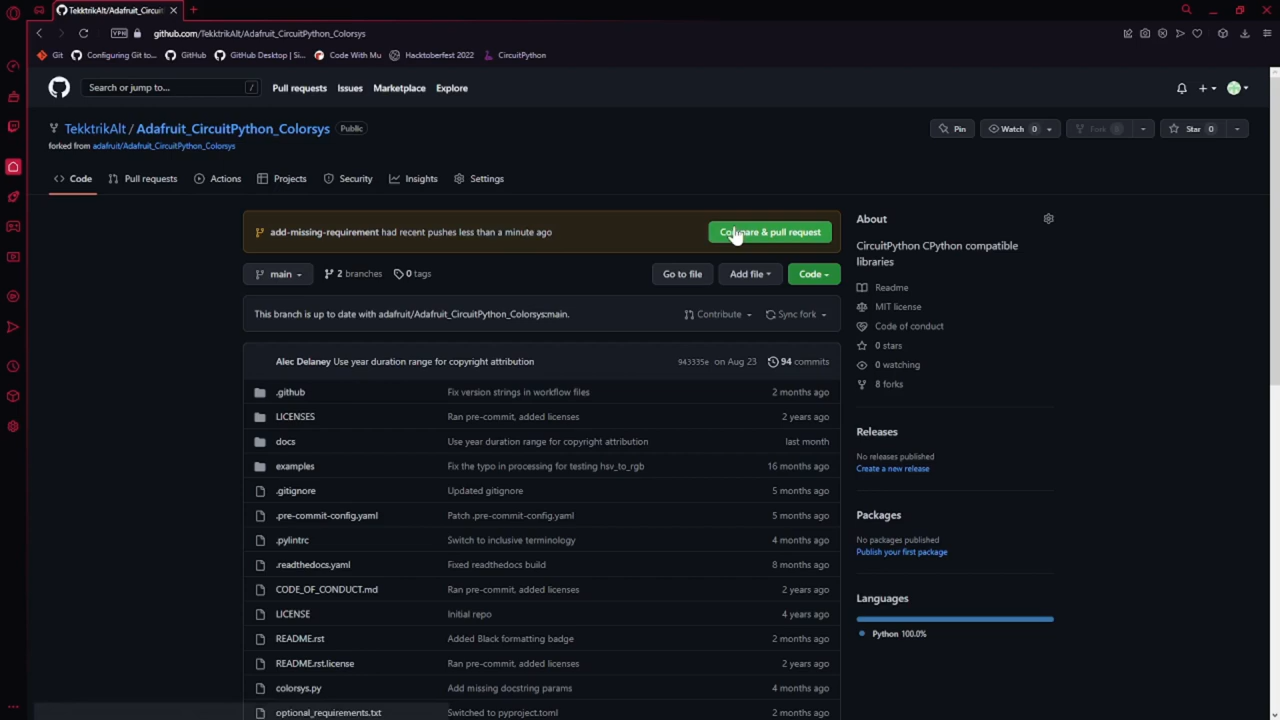 TekktrikAlt/Adafruit_Circuit
VPN github.com/TekktrikAlt/Adafruit_CircuitPython_Colorsys
Git Configuring Git to... GitHub GitHub Desktop | Si... Code With Mu Hacktoberfest 2022 CircuitPython
Search or jump to... / Pull requests Issues Marketplace Explore
TekktrikAlt / Adafruit_CircuitPython_Colorsys Public Pin Watch 0 Fork Star 0
forked from adafruit/Adafruit_CircuitPython_Colorsys
Code Pull requests Actions Projects Security Insights Settings
add-missing-requirement had recent pushes less than a minute ago Compare & pull request
main 2 branches 0 tags Go to file Add file Code
This branch is up to date with adafruit/Adafruit_CircuitPython_Colorsys:main. Contribute Sync fork
Alec Delaney Use year duration range for copyright attribution 943335e on Aug 23 94 commits
.github Fix version strings in workflow files 2 months ago
LICENSES Ran pre-commit, added licenses 2 years ago
docs Use year duration range for copyright attribution last month
examples Fix the typo in processing for testing hsv_to_rgb 16 months ago
.gitignore Updated gitignore 5 months ago
.pre-commit-config.yaml Patch .pre-commit-config.yaml 5 months ago
.pylintrc Switch to inclusive terminology 4 months ago
.readthedocs.yaml Fixed readthedocs build 8 months ago
CODE_OF_CONDUCT.md Ran pre-commit, added licenses 2 years ago
LICENSE Initial repo 4 years ago
README.rst Added Black formatting badge 2 months ago
README.rst.license Ran pre-commit, added licenses 2 years ago
colorsys.py Add missing docstring params 4 months ago
optional_requirements.txt Switched to pyproject.toml 2 months ago
About
CircuitPython CPython compatible
libraries
Readme
MIT license
Code of conduct
0 stars
0 watching
8 forks
Releases
No releases published
Create a new release
Packages
No packages published
Publish your first package
Languages
Python 100.0%